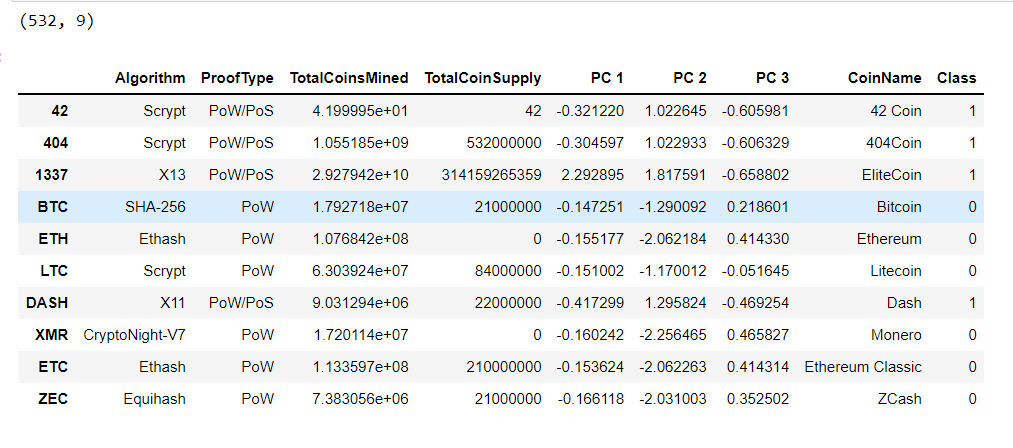 (532, 9)
Algorithm ProofType TotalCoinsMined TotalCoinSupply PC 1 PC 2 PC 3 CoinName Class
42 Scrypt PoW/PoS 4.199995e+01 42 -0.321220 1.022645 -0.605981 42 Coin 1
404 Scrypt PoW/PoS 1.055185e+09 532000000 -0.304597 1.022933 -0.606329 404Coin 1
1337 X13 PoW/PoS 2.927942e+10 314159265359 2.292895 1.817591 -0.658802 EliteCoin 1
BTC SHA-256 PoW 1.792718e+07 21000000 -0.147251 -1.290092 0.218601 Bitcoin 0
ETH Ethash PoW 1.076842e+08 0 -0.155177 -2.062184 0.414330 Ethereum 0
LTC Scrypt PoW 6.303924e+07 84000000 -0.151002 -1.170012 -0.051645 Litecoin 0
DASH X11 PoW/PoS 9.031294e+06 22000000 -0.417299 1.295824 -0.469254 Dash 1
XMR CryptoNight-V7 PoW 1.720114e+07 0 -0.160242 -2.256465 0.465827 Monero 0
ETC Ethash PoW 1.133597e+08 210000000 -0.153624 -2.062263 0.414314 Ethereum Classic 0
ZEC Equihash PoW 7.383056e+06 21000000 -0.166118 -2.031003 0.352502 ZCash 0